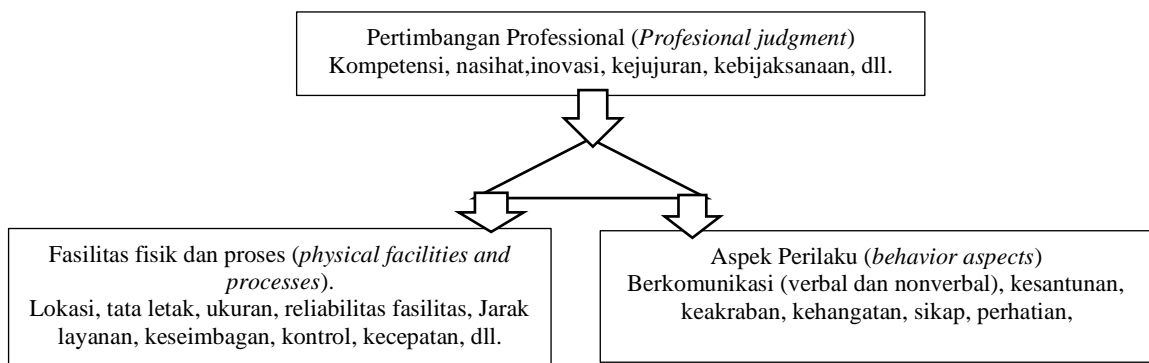 Pertimbangan Professional (Profesional judgment)
Kompetensi, nasihat,inovasi, kejujuran, kebijaksanaan, dll.
Fasilitas fisik dan proses (physical facilities and
processes).
Lokasi, tata letak, ukuran, reliabilitas fasilitas, Jarak
layanan, keseimbagan, kontrol, kecepatan, dll.
Aspek Perilaku (behavior aspects)
Berkomunikasi (verbal dan nonverbal), kesantunan,
keakraban, kehangatan, sikap, perhatian,